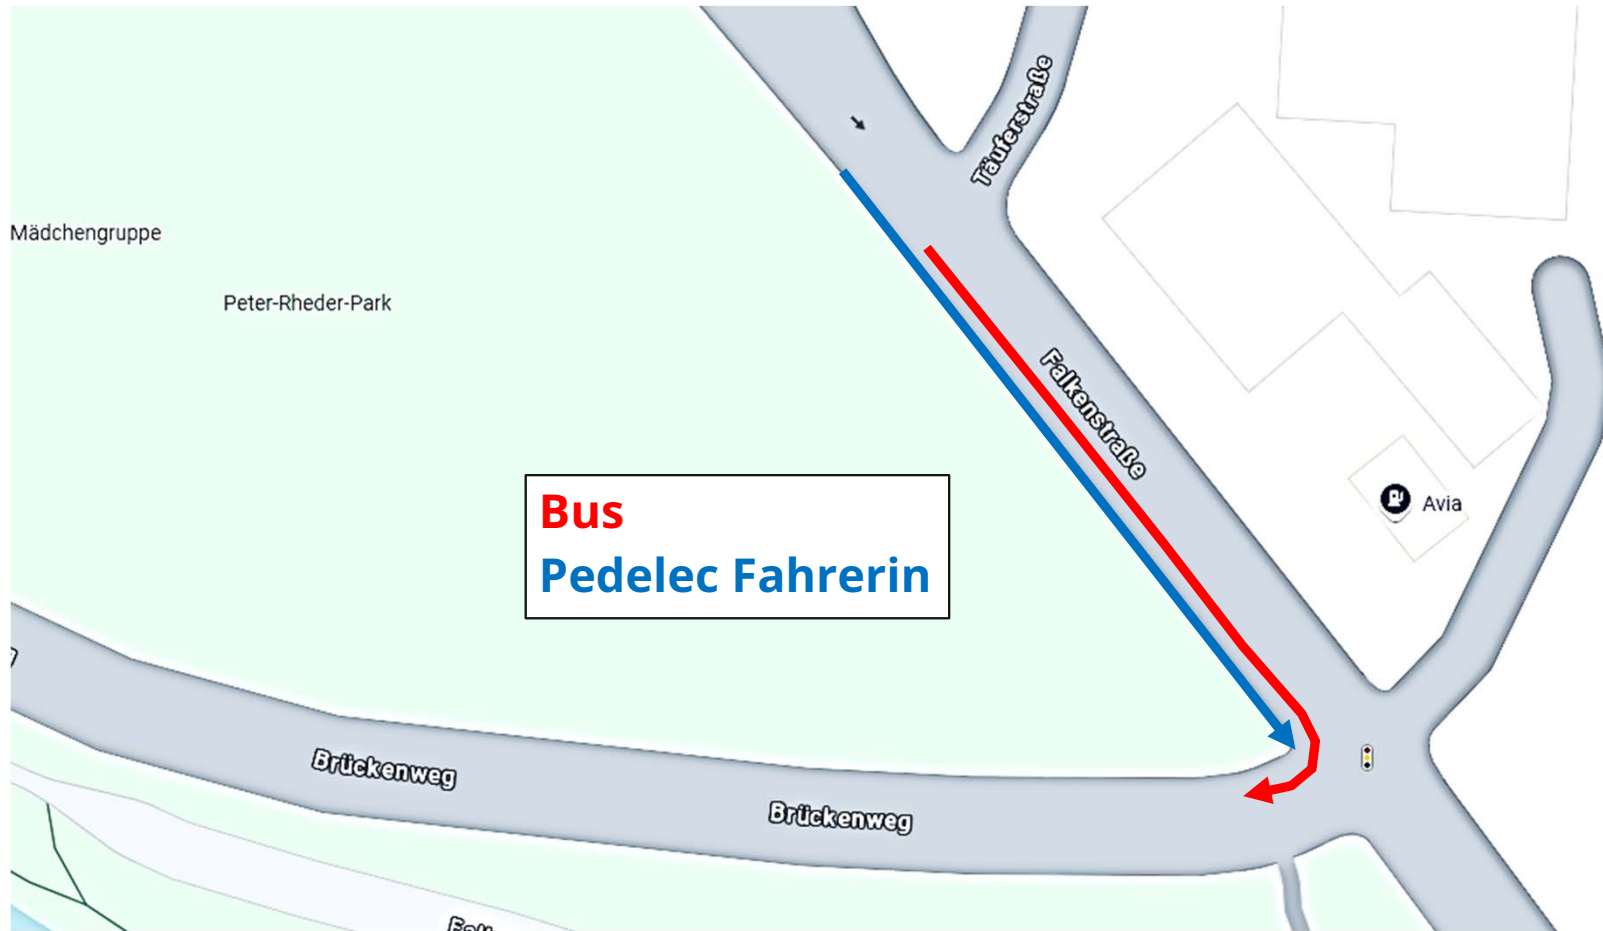 Täuferstraße
Mädchengruppe
Peter-Rheder-Park
Falkenstraße
Bus
Pedelec Fahrerin
Avia
Brückenweg
Brückenweg